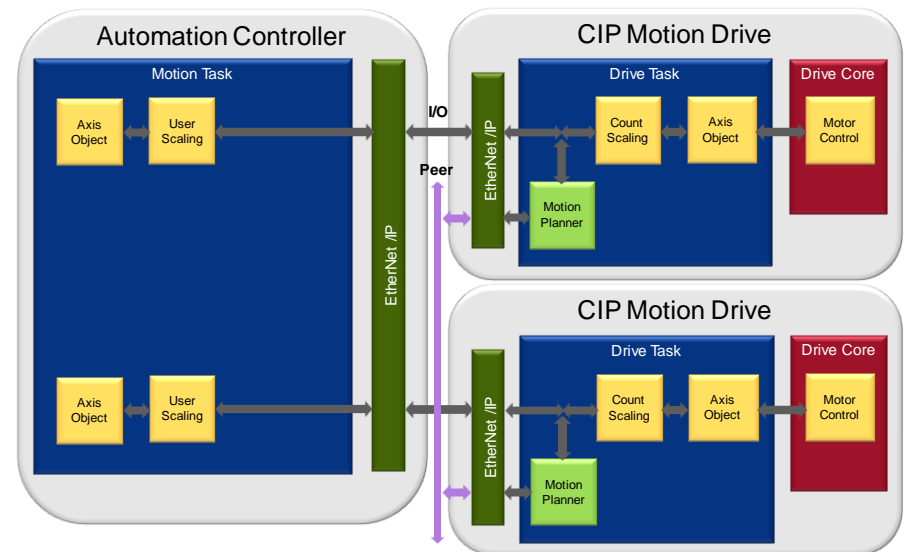 Automation Controller
Motion Task
Axis
Object
User
Scaling
Axis
Object
User
Scaling
EtherNet /IP
I/O
Peer
CIP Motion Drive
EtherNet /IP
Drive Task
Count
Scaling
Axis
Object
Motion
Planner
Drive Core
Motor
Control
CIP Motion Drive
EtherNet /IP
Drive Task
Count
Scaling
Axis
Object
Motion
Planner
Drive Core
Motor
Control